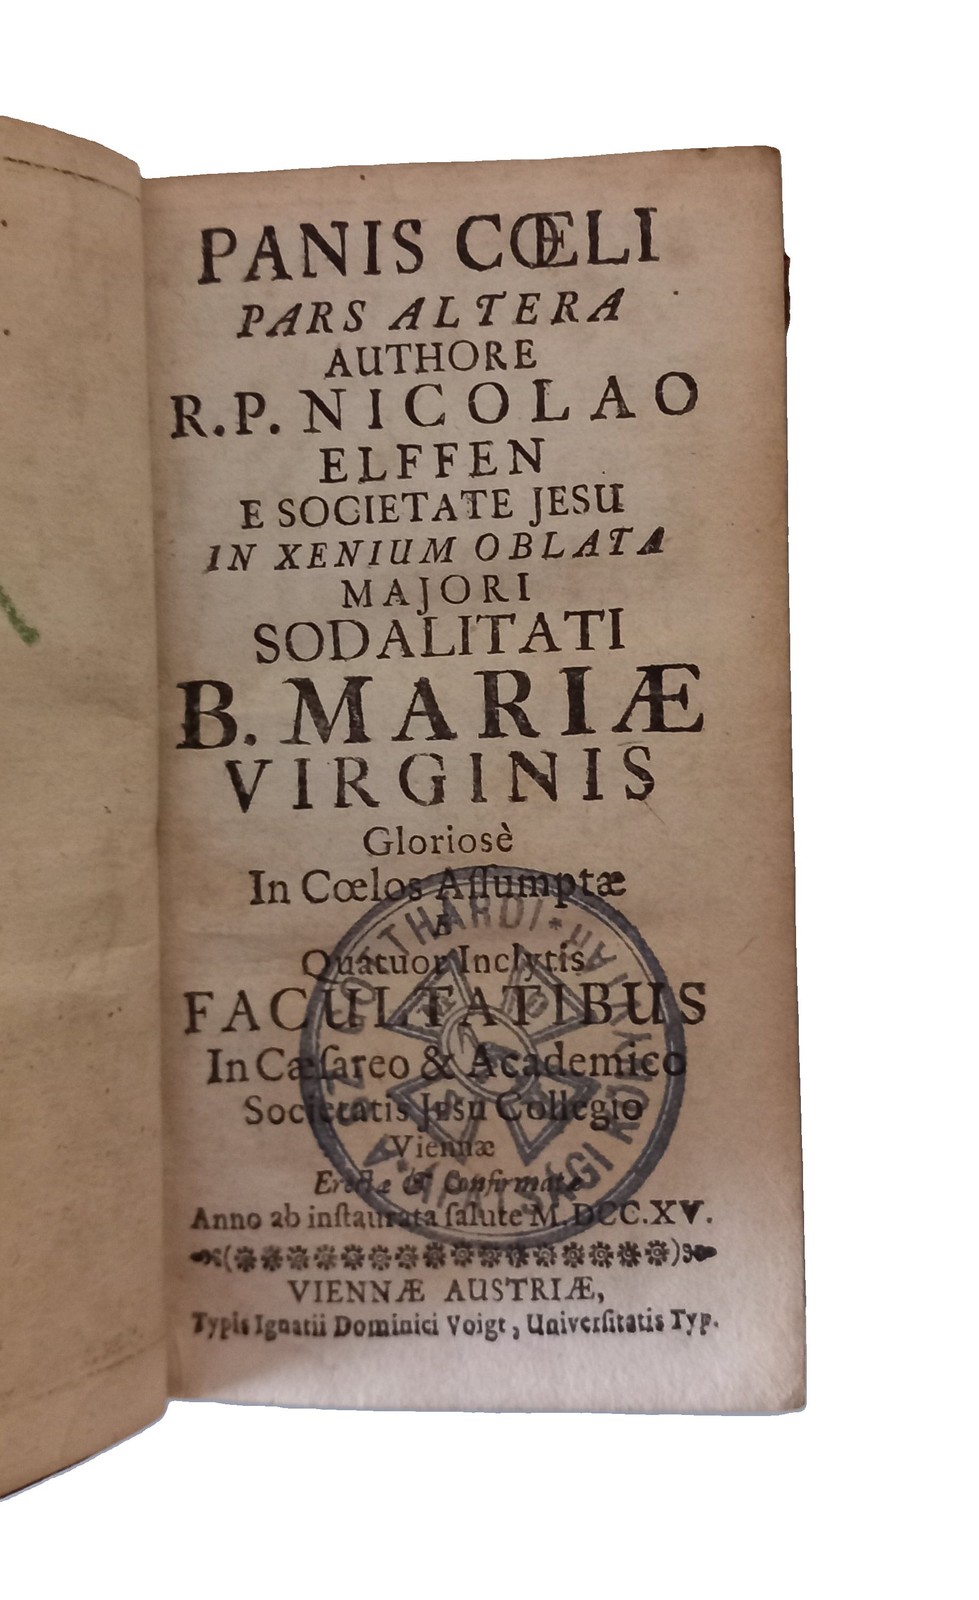 PANIS CŒLI
PARS ALTERA
AUTHORE
R.P. NICOLAO
ELFFEN
E SOCIETATE JESU
IN XENIUM OBLATA
MAJORI
SODALITATI
B. MARIÆ
VIRGINIS
Gloriosè
In Cœlos Aſſumptæ
Quatuor Inclytis
FACULTATIBUS
In Cæſareo & Academico
Societatis Jesu Collegio
Viennæ
Erectæ & Confirmatæ
Anno ab inſtaurata ſalute M.DCC.XV.
VIENNÆ AUSTRIÆ,
Typis Ignatii Dominici Voigt, Univerſitatis Typ.
GOTTHARDI